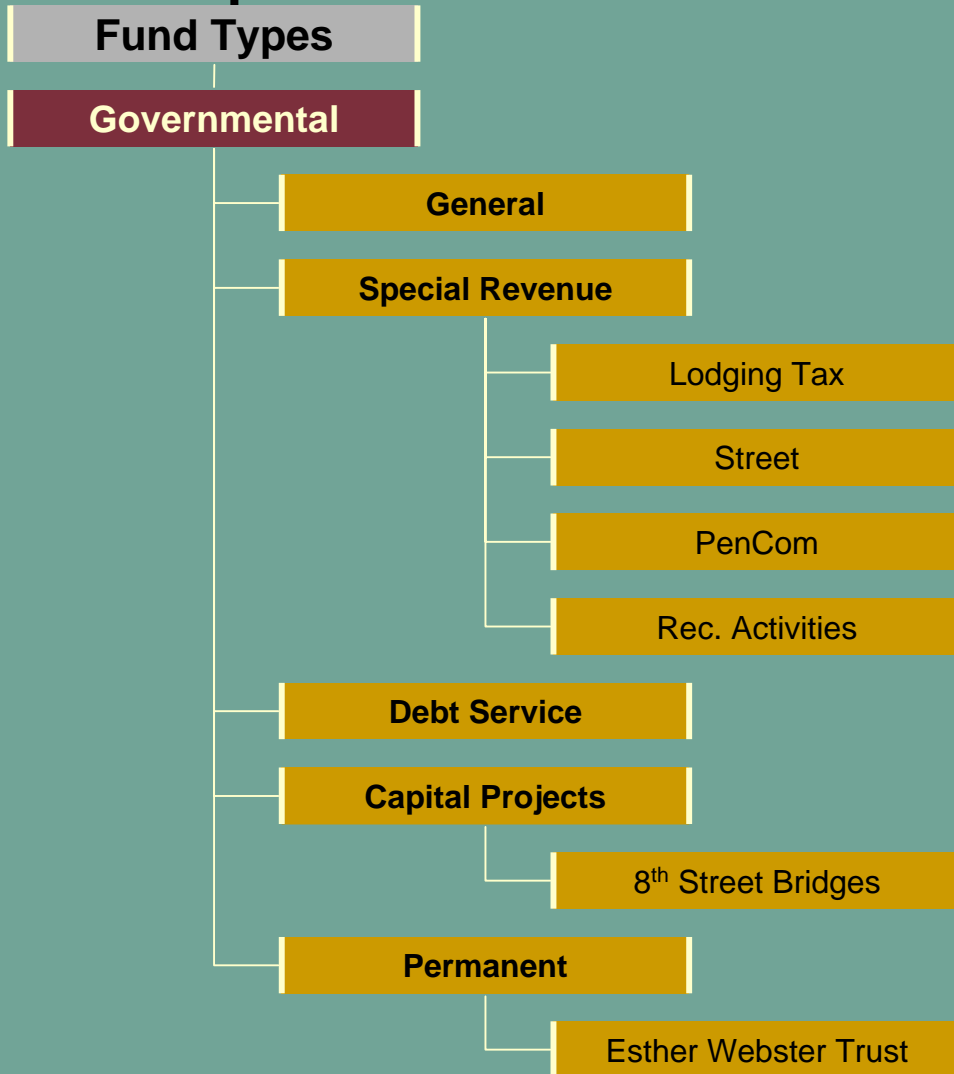 Fund Types
Governmental
General
Special Revenue
Lodging Tax
Street
PenCom
Rec. Activities
Debt Service
Capital Projects
8th Street Bridges
Permanent
Esther Webster Trust